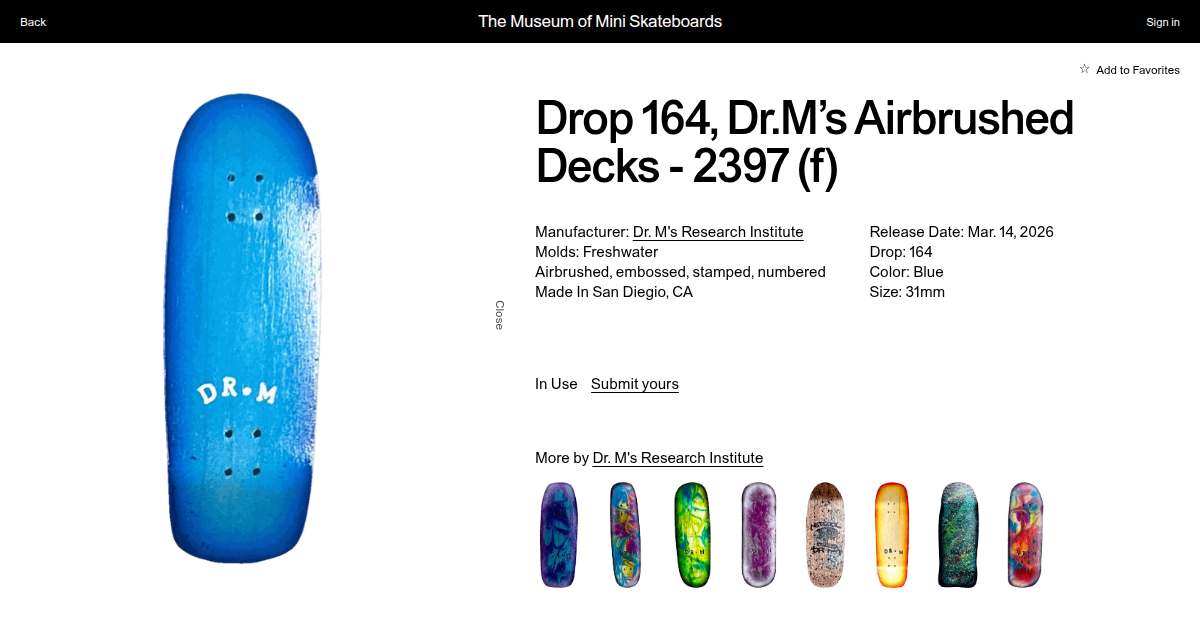 Back
The Museum of Mini Skateboards
Sign in
☆ Add to Favorites
Drop 164, Dr.M’s Airbrushed
Decks - 2397 (f)
Manufacturer: Dr. M's Research Institute
Molds: Freshwater
Airbrushed, embossed, stamped, numbered
Made In San Diegio, CA
Release Date: Mar. 14, 2026
Drop: 164
Color: Blue
Size: 31mm
DR•M
Close
In Use Submit yours
More by Dr. M's Research Institute
DR•M